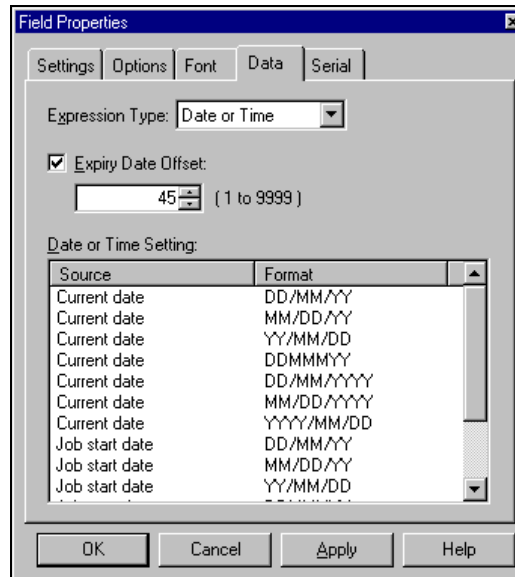 Field Properties
Settings Options Font Data Serial
Expression Type: Date or Time
Expiry Date Offset:
45 ( 1 to 9999 )
Date or Time Setting:
Source Format
Current date DD/MM/YY
Current date MM/DD/YY
Current date YY/MM/DD
Current date DDMMMYY
Current date DD/MM/YYYY
Current date MM/DD/YYYY
Current date YYYY/MM/DD
Job start date DD/MM/YY
Job start date MM/DD/YY
Job start date YY/MM/DD
OK Cancel Apply Help